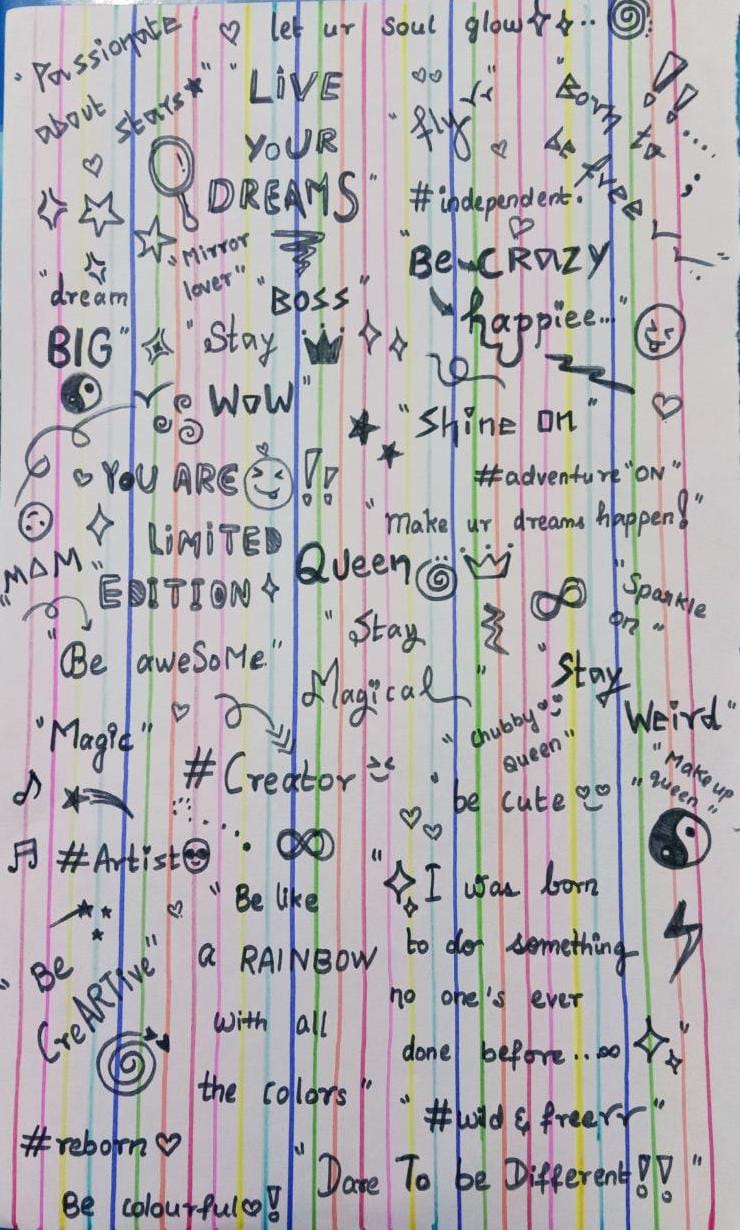 let ur soul glow..
"Passionate
about stars"
"LiVE
YOUR
DREAMS"
"fly"
"Born to
be free
#independent.
"Mirror
lover"
"Be CRAZY
happiee..."
"dream
BIG"
"BOSS"
"Stay
WOW"
"Shine ON"
YOU ARE !!
LiMiTED
EDITION
#adventure "ON"
"make ur dreams happen!"
"MAM"
Queen
"Sparkle
on"
"Be aweSoMe"
"Stay
Magical"
"Stay
Weird"
"Magic"
"chubby
Queen"
"Makeup
queen"
#Creator
"be cute
#Artist
"Be like
a RAINBOW
with all
the colors"
"I was born
to do something
no one's ever
done before..
"
"Be
CreARTive"
"#wild & freee"
#reborn
"Dare To be Different!!"
Be colourful!